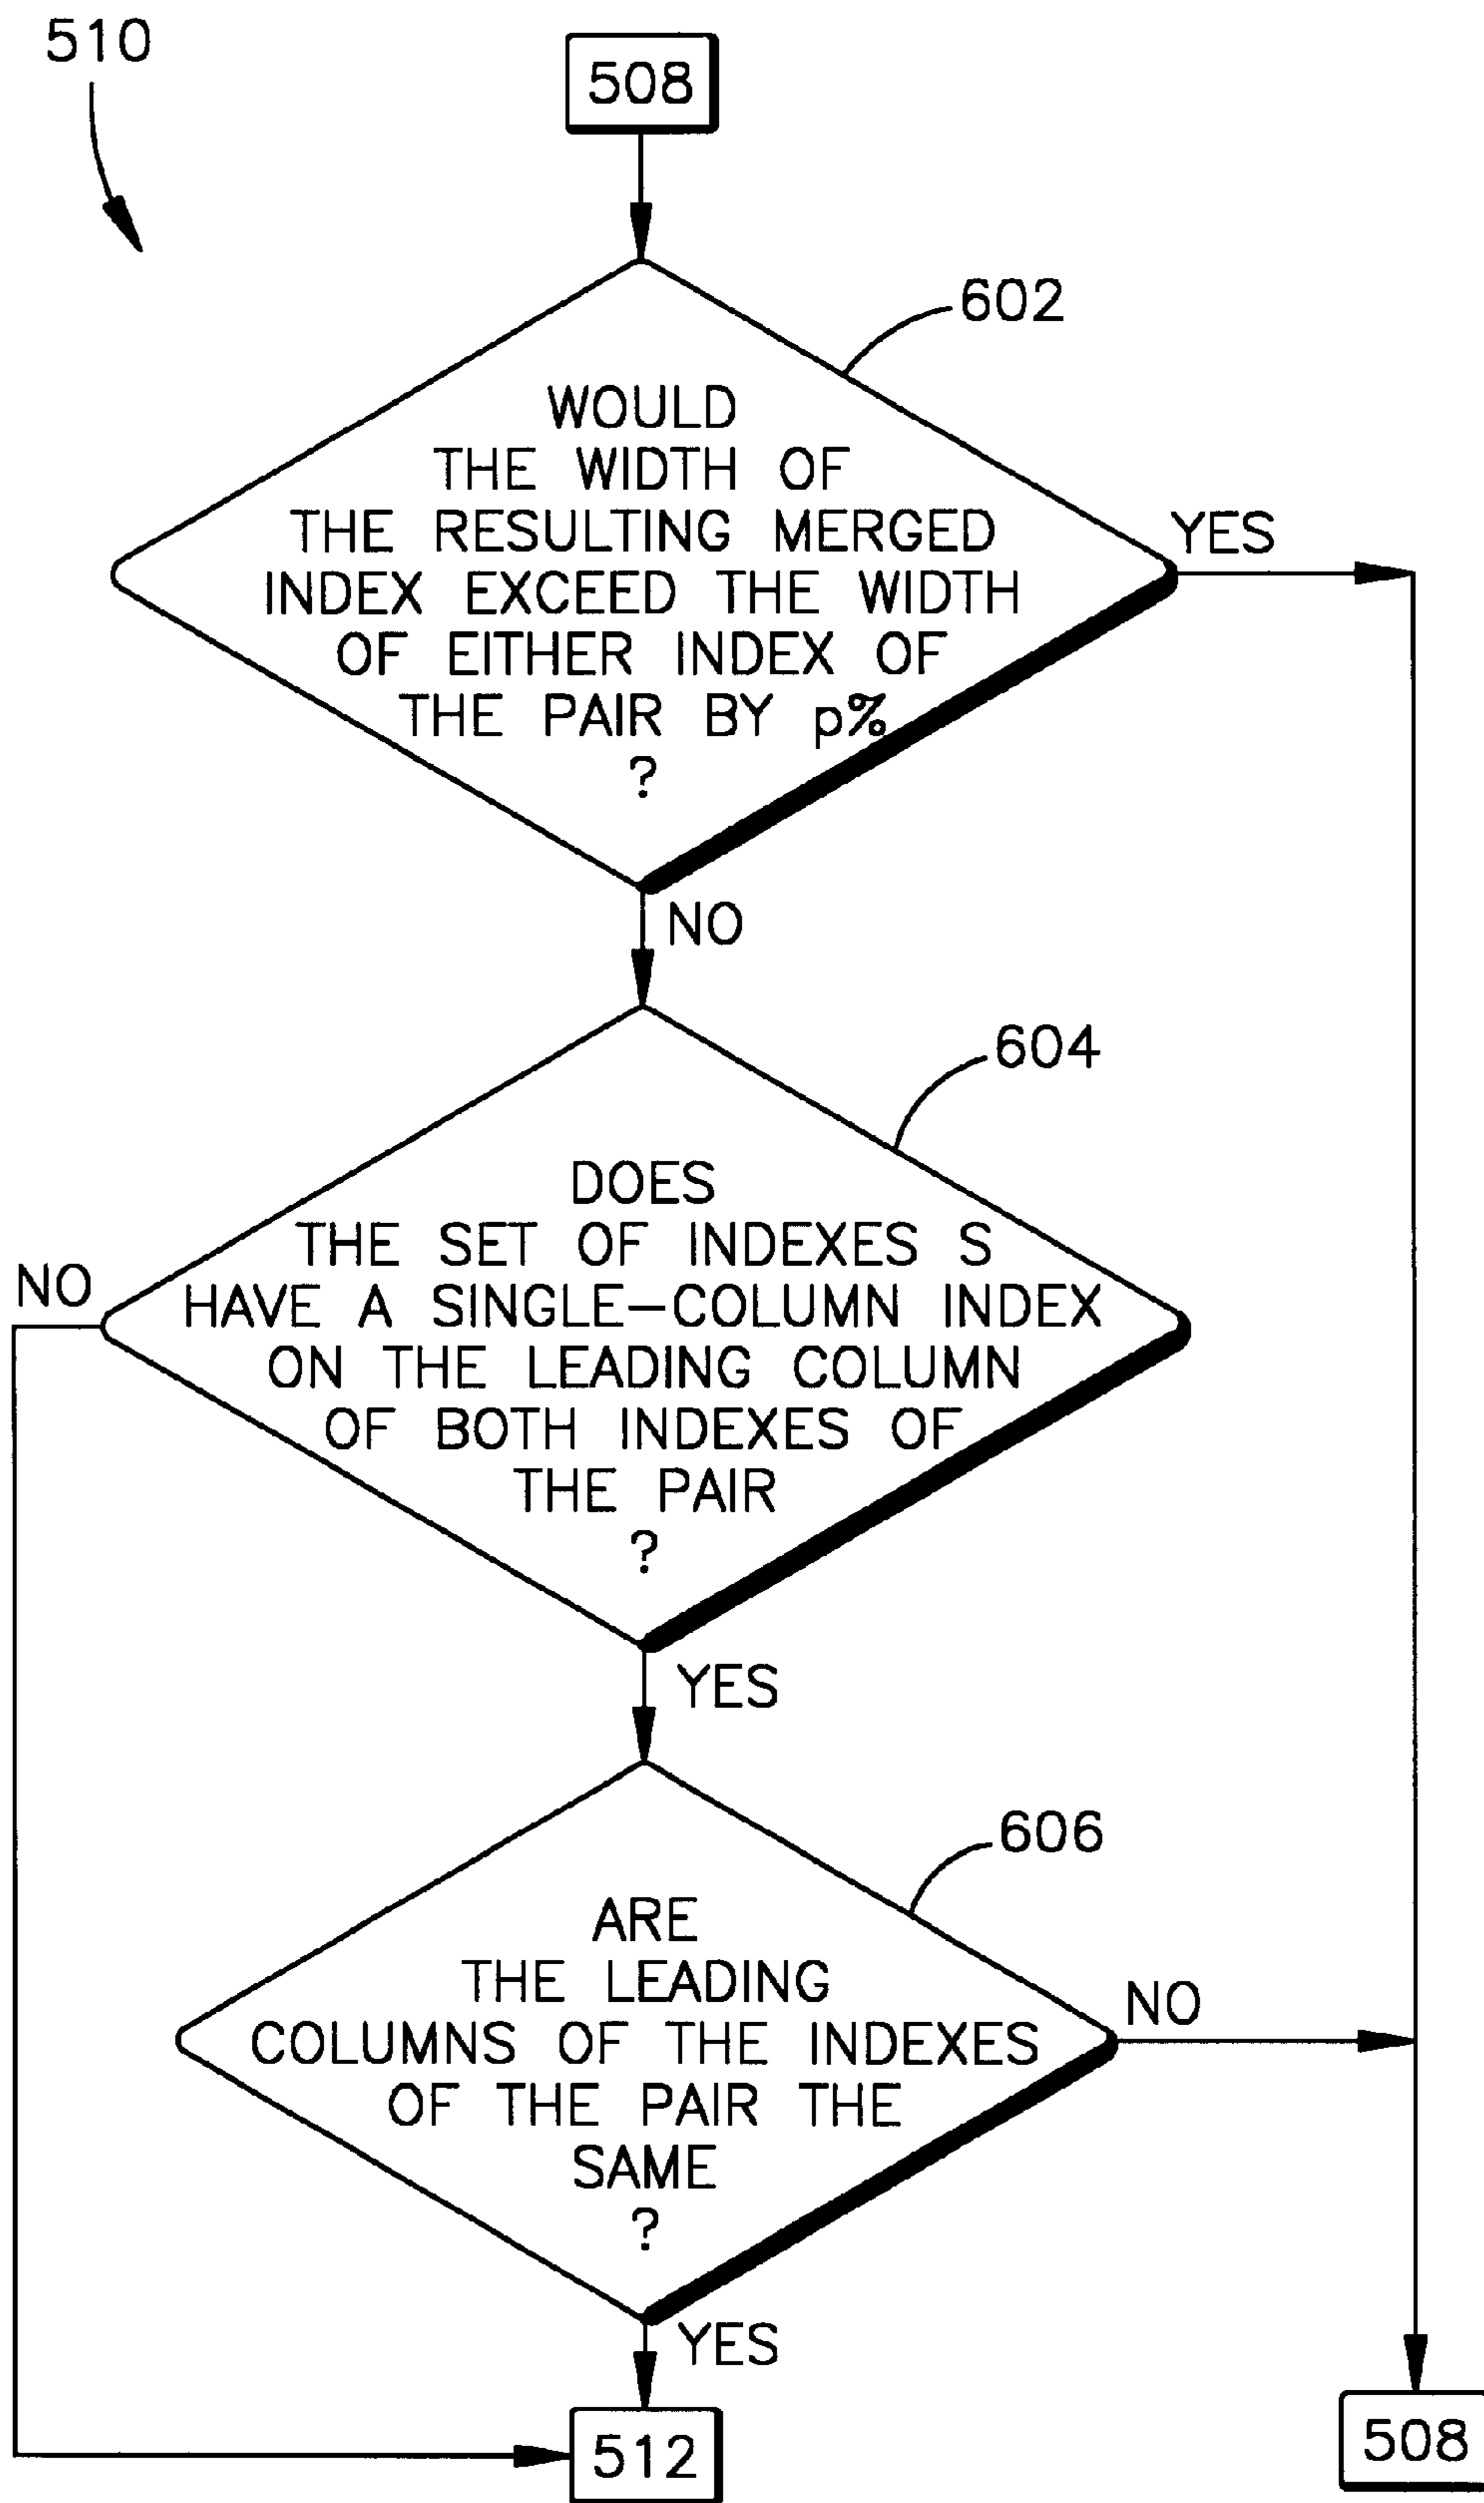 510
508
602
WOULD
THE WIDTH OF
THE RESULTING MERGED
INDEX EXCEED THE WIDTH
OF EITHER INDEX OF
THE PAIR BY p%
?
YES
NO
604
DOES
THE SET OF INDEXES S
HAVE A SINGLE-COLUMN INDEX
ON THE LEADING COLUMN
OF BOTH INDEXES OF
THE PAIR
?
NO
YES
606
ARE
THE LEADING
COLUMNS OF THE INDEXES
OF THE PAIR THE
SAME
?
NO
YES
512
508